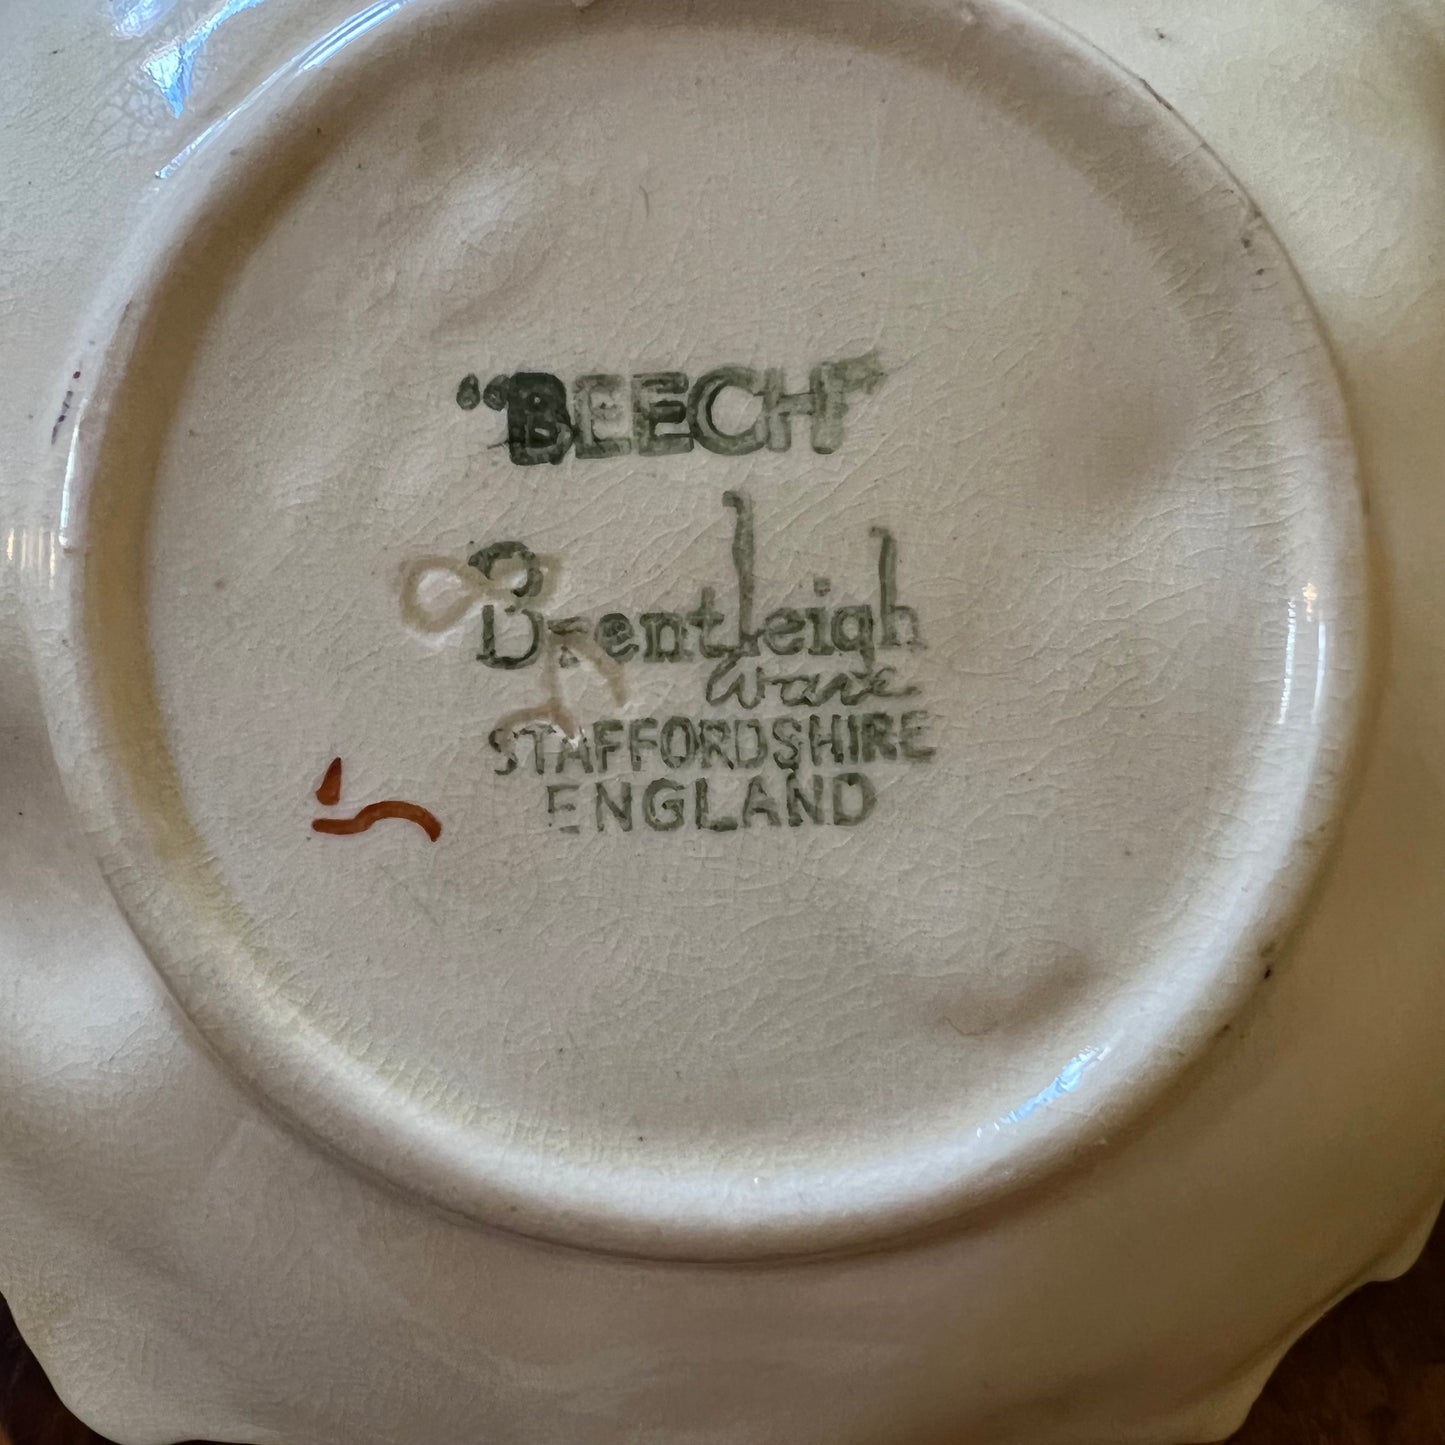 "BEECH"
Brentleigh
Ware
STAFFORDSHIRE
ENGLAND